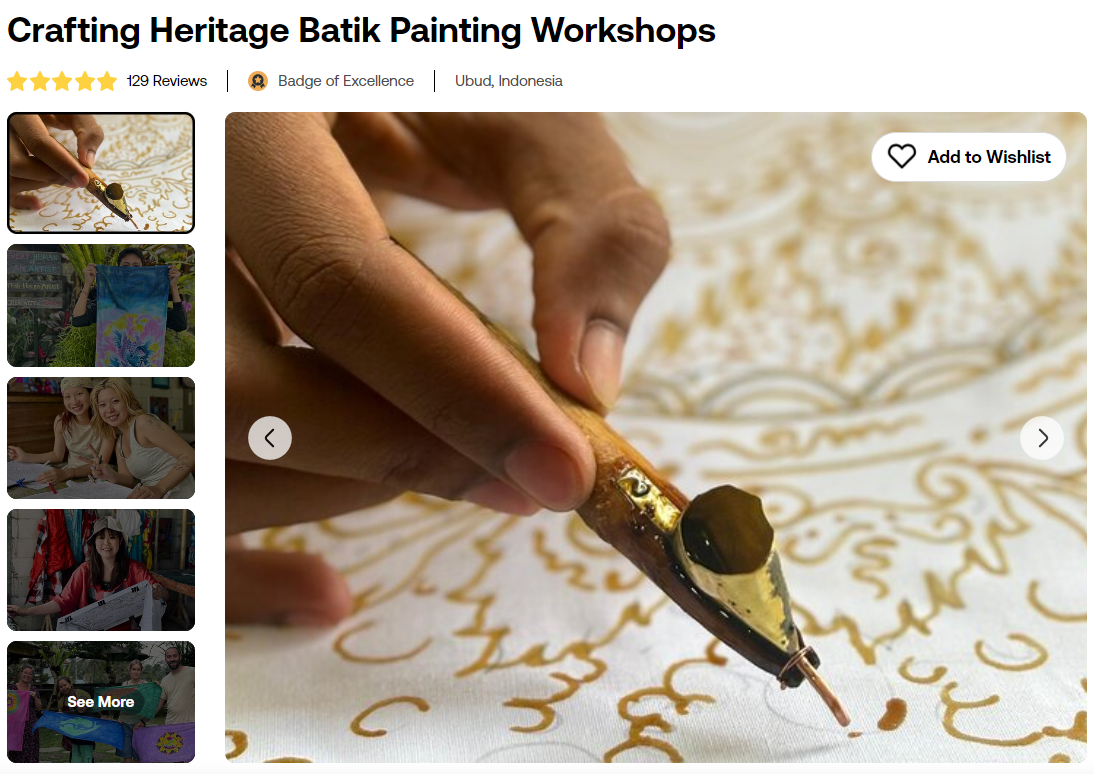 Crafting Heritage Batik Painting Workshops
129 Reviews
Badge of Excellence
Ubud, Indonesia
Add to Wishlist
See More